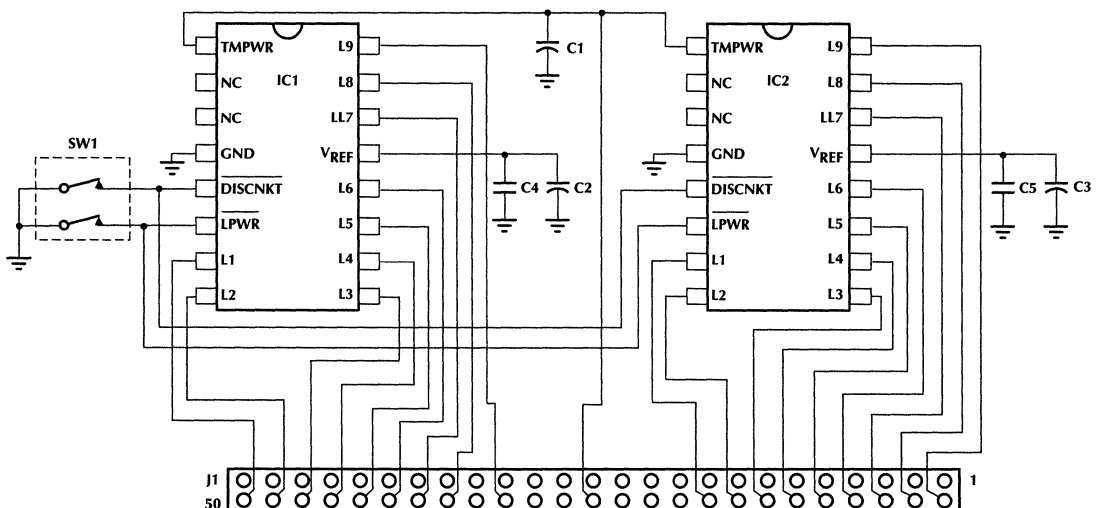 TMPWR
NC
NC
GND
DISCNKT
LPWR
L1
L2
IC1
L9
L8
LL7
VREF
L6
L5
L4
L3
SW1
C1
C4
C2
TMPWR
NC
NC
GND
DISCNKT
LPWR
L1
L2
IC2
L9
L8
LL7
VREF
L6
L5
L4
L3
C5
C3
J1
1
50